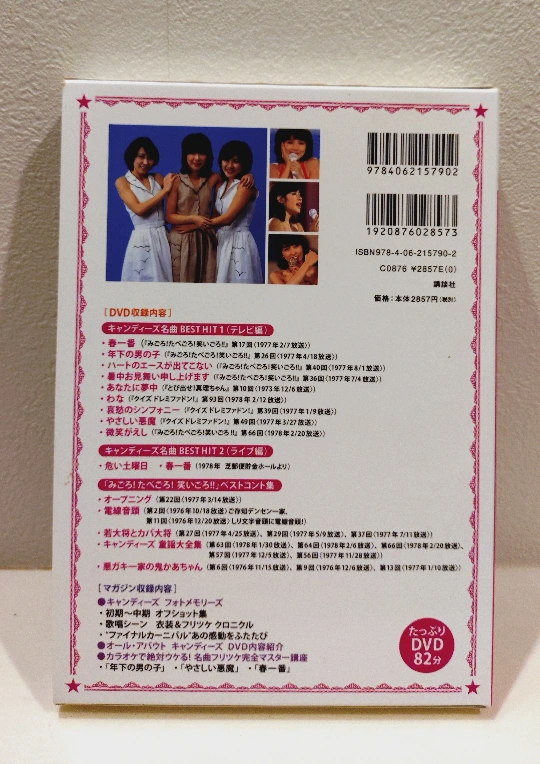 9784062157902
1920876028573
ISBN978-4-06-215790-2
C0876 ¥2857E(0)
講談社
価格:本体2857円(税別)
[DVD収録内容]
キャンディーズ名曲 BEST HIT 1(テレビ編)
・春一番 (『みごろ!たべごろ!笑いごろ!!』第17回(1977年2/7放送))
・年下の男の子 (『みごろ!たべごろ!笑いごろ!!』第26回(1977年4/18放送))
・ハートのエースが出てこない (『みごろ!たべごろ!笑いごろ!!』第40回(1977年8/1放送))
・暑中お見舞い申し上げます (『みごろ!たべごろ!笑いごろ!!』第36回(1977年7/4放送))
・あなたに夢中 (『とび出せ!真理ちゃん』第10回(1973年12/6放送))
・わな (『クイズ ドレミファドン!』第93回(1978年2/12放送))
・哀愁のシンフォニー (『クイズ ドレミファドン!』第39回(1977年1/9放送))
・やさしい悪魔 (『クイズ ドレミファドン!』第49回(1977年3/27放送))
・微笑がえし (『みごろ!たべごろ!笑いごろ!!』第66回(1978年2/20放送))
キャンディーズ名曲 BEST HIT 2(ライブ編)
・危い土曜日 ・春一番 (1978年 芝郵便貯金ホールより)
「みごろ!たべごろ!笑いごろ!!」ベストコント集
・オープニング (第22回(1977年3/14放送))
・電線音頭 (第2回(1976年10/18放送)ご存知デンセン一家、
第11回(1976年12/20放送)しり文字音頭に電線音頭!)
・若大将とカバ大将 (第27回(1977年4/25放送)、第29回(1977年5/9放送)、第37回(1977年7/11放送))
・キャンディーズ 童謡大全集 (第63回(1978年1/30放送)、第64回(1978年2/6放送)、第66回(1978年2/20放送)、
第57回(1977年12/5放送)、第56回(1977年11/28放送))
・悪ガキ一家の鬼かあちゃん (第6回(1976年11/15放送)、第9回(1976年12/6放送)、第13回(1977年1/10放送))
[マガジン収録内容]
●キャンディーズ フォトメモリーズ
・初期〜中期 オフショット集
・歌唱シーン 衣装&フリツケ クロニクル
・"ファイナルカーニバル"あの感動をふたたび
●オール・アバウト キャンディーズ DVD内容紹介
●カラオケで絶対ウケる! 名曲フリツケ完全マスター講座
・「年下の男の子」・「やさしい悪魔」・「春一番」
たっぷり
DVD
82分